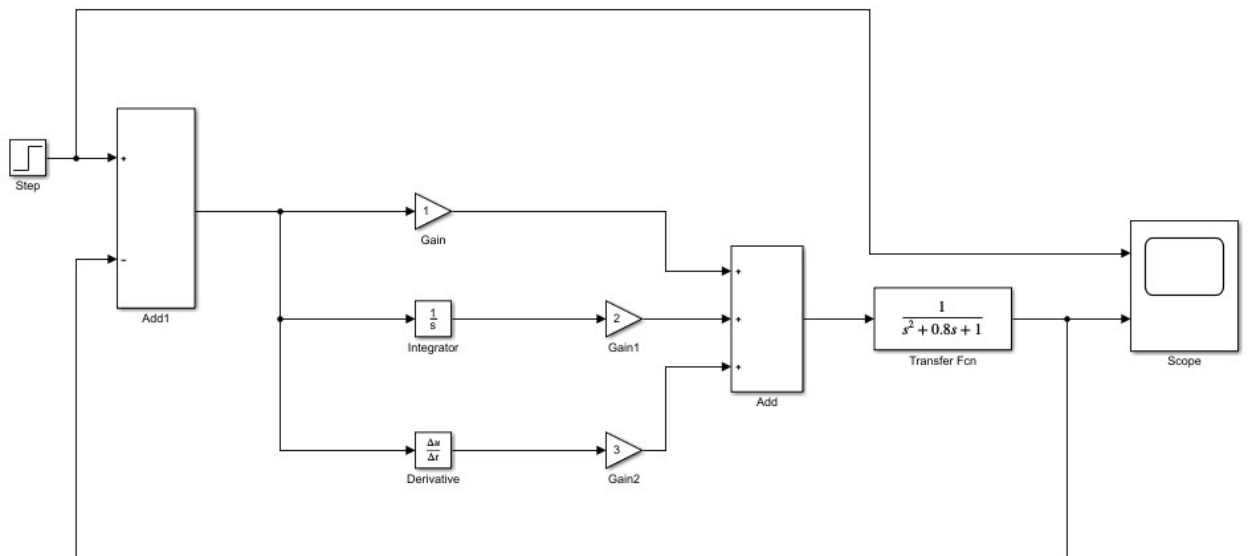 Step
+
−
Add1
1
Gain
1
s
Integrator
2
Gain1
Δu
Δt
Derivative
3
Gain2
+
+
+
Add
1
s² + 0.8s + 1
Transfer Fcn
Scope